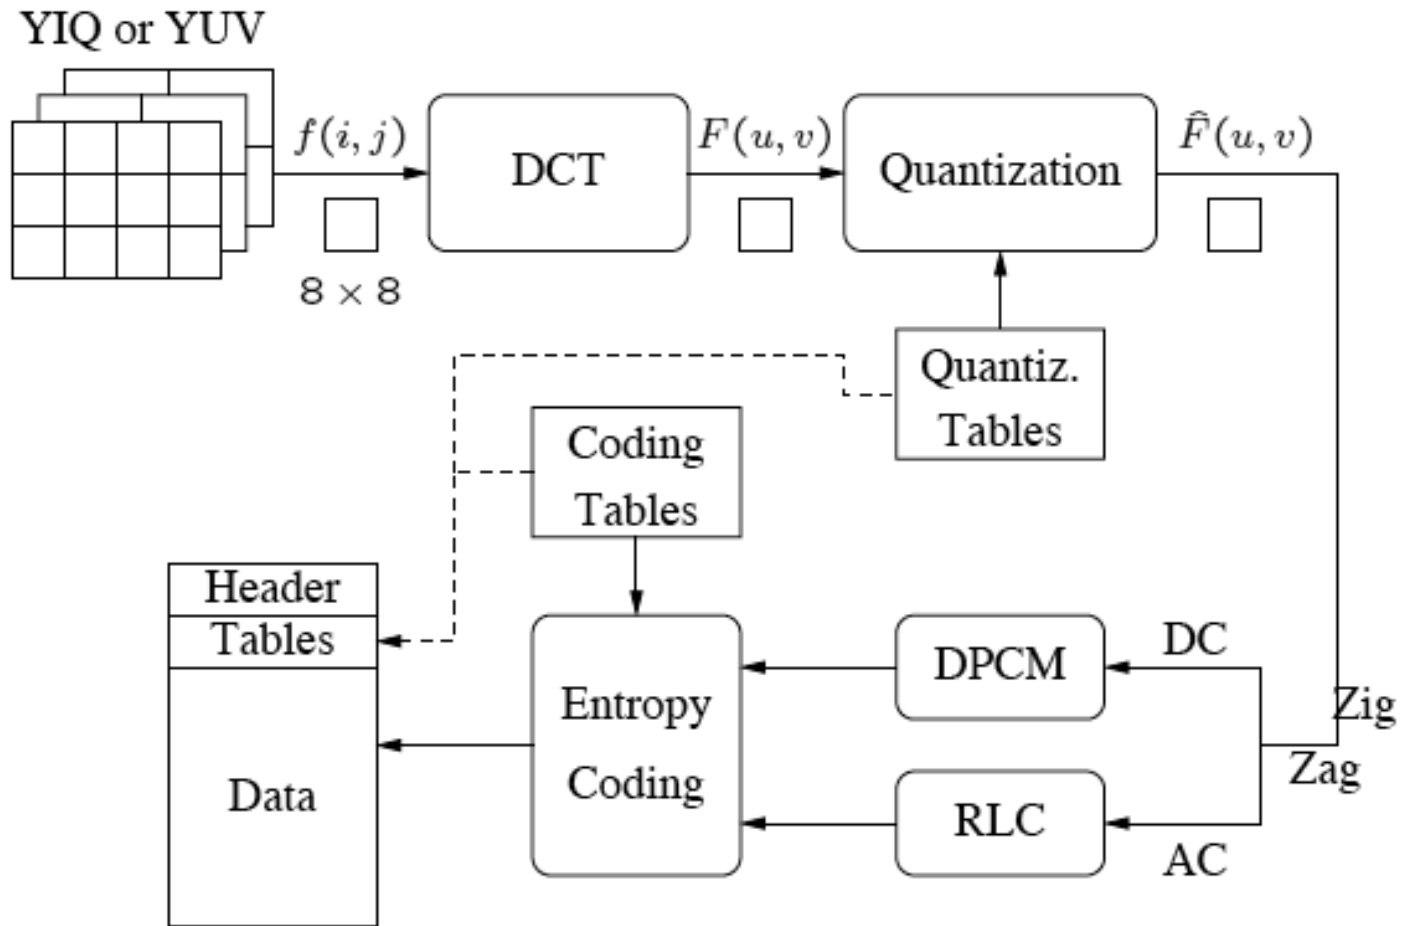 YIQ or YUV
f(i, j)
8 × 8
DCT
F(u, v)
Quantization
F̂(u, v)
Quantiz.
Tables
Coding
Tables
Header
Tables
Data
Entropy
Coding
DPCM
DC
RLC
AC
Zig
Zag